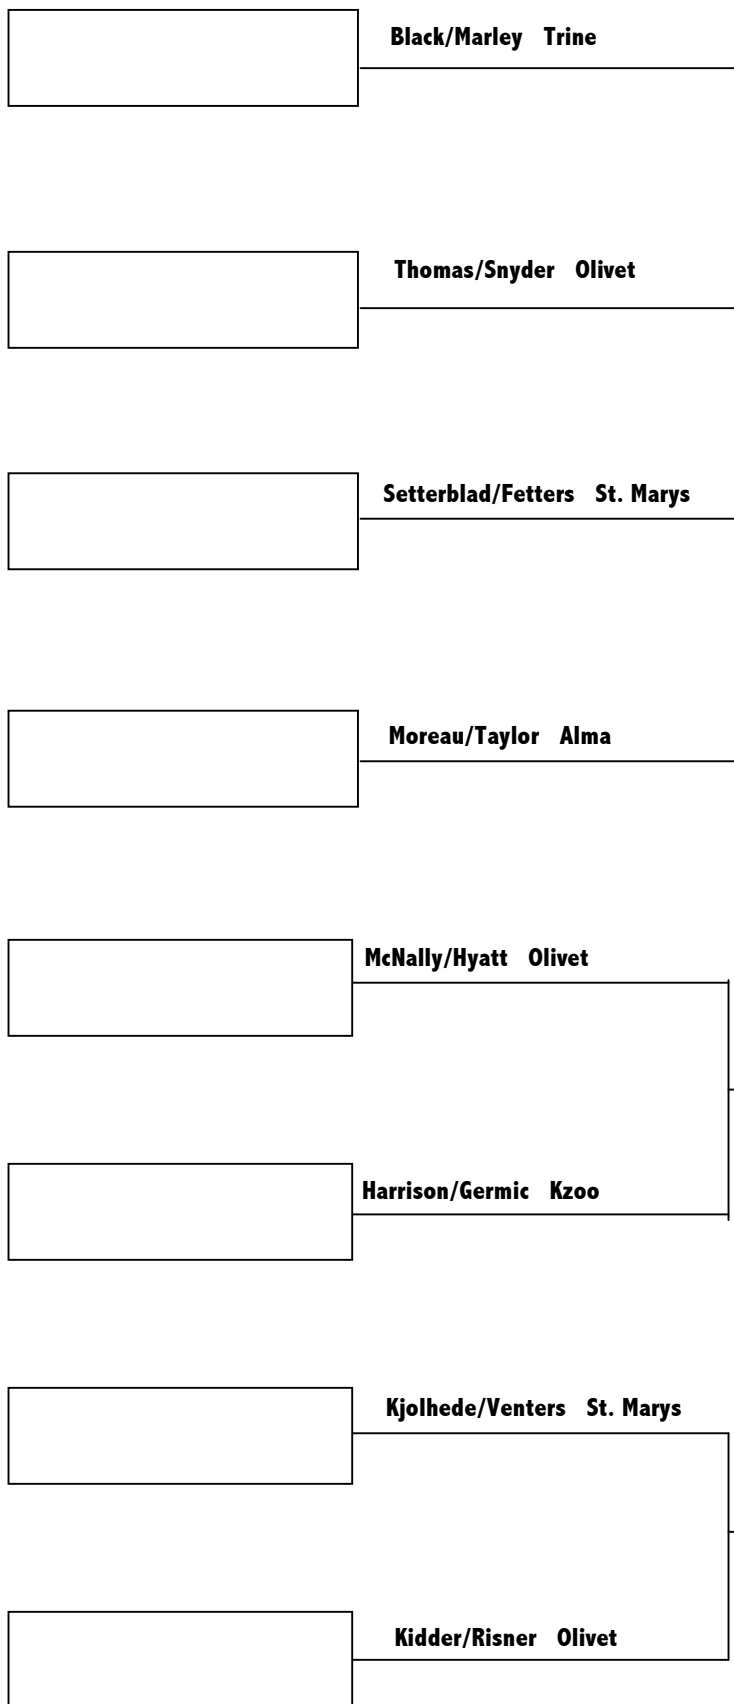 Black/Marley Trine
Thomas/Snyder Olivet
Setterblad/Fetters St. Marys
Moreau/Taylor Alma
McNally/Hyatt Olivet
Harrison/Germic Kzoo
Kjolhede/Venters St. Marys
Kidder/Risner Olivet